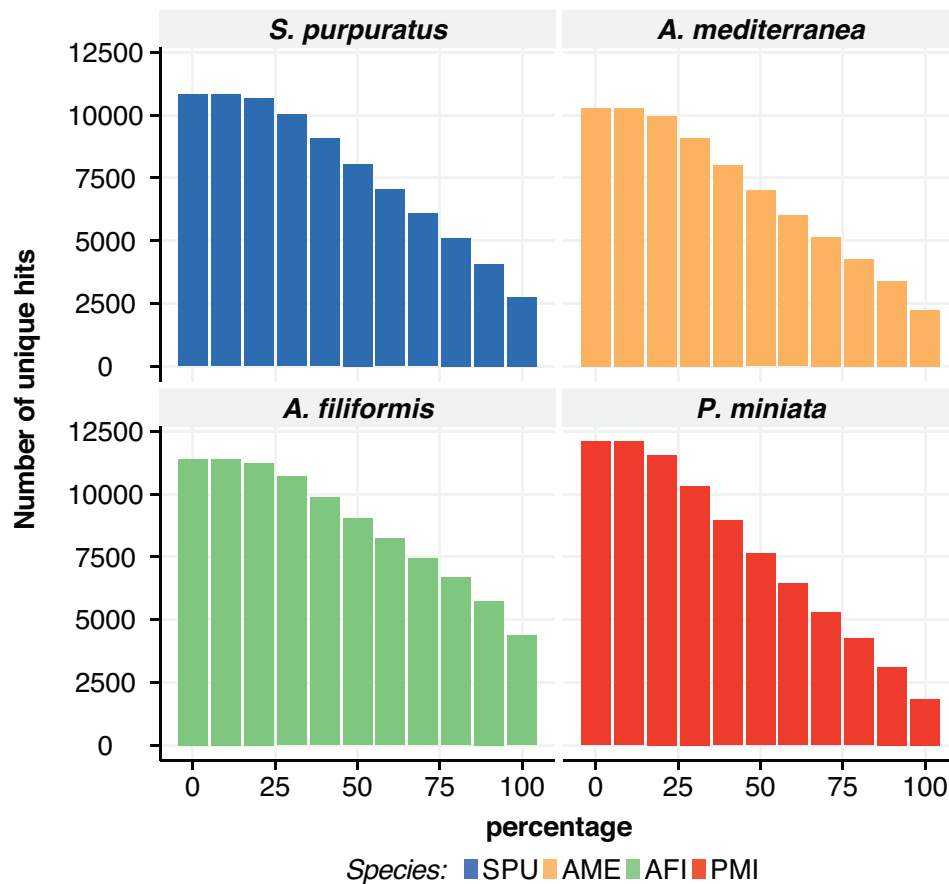 S. purpuratus
A. mediterranea
12500
10000
7500
5000
2500
0
A. filiformis
P. miniata
12500
10000
7500
5000
2500
0
0 25 50 75 100
0 25 50 75 100
Number of unique hits
percentage
Species: SPU AME AFI PMI